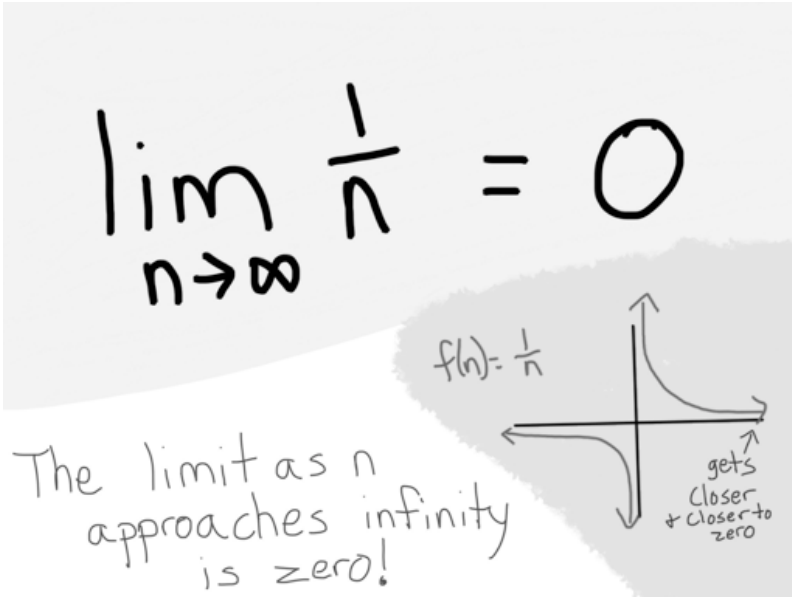 lim 1/n = 0
n→∞
f(n)= 1/n
The limit as n
approaches infinity
is zero!
gets
closer
+ closer to
zero